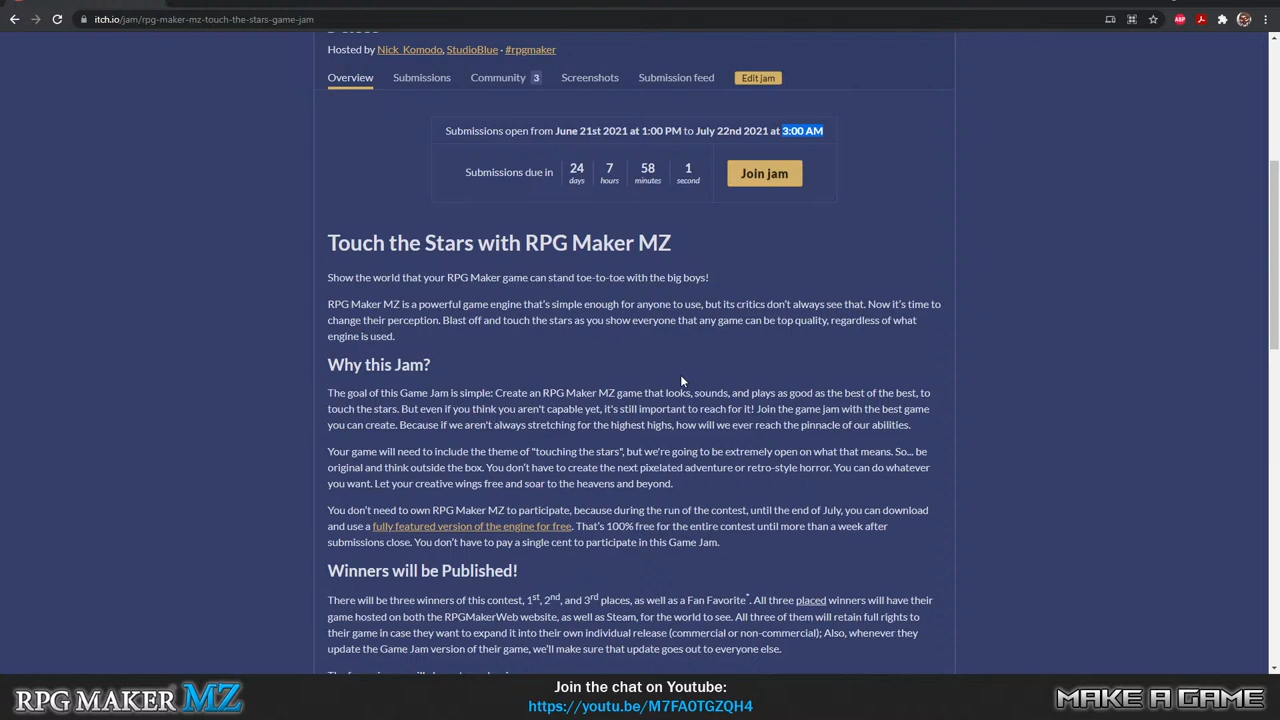 itch.io/jam/rpg-maker-mz-touch-the-stars-game-jam
Hosted by Nick_Komodo, StudioBlue · #rpgmaker
Overview Submissions Community 3 Screenshots Submission feed Edit jam
Submissions open from June 21st 2021 at 1:00 PM to July 22nd 2021 at 3:00 AM
Submissions due in 24 7 58 1 Join jam
days hours minutes second
Touch the Stars with RPG Maker MZ
Show the world that your RPG Maker game can stand toe-to-toe with the big boys!
RPG Maker MZ is a powerful game engine that's simple enough for anyone to use, but its critics don't always see that. Now it's time to
change their perception. Blast off and touch the stars as you show everyone that any game can be top quality, regardless of what
engine is used.
Why this Jam?
The goal of this Game Jam is simple: Create an RPG Maker MZ game that looks, sounds, and plays as good as the best of the best, to
touch the stars. But even if you think you aren't capable yet, it's still important to reach for it! Join the game jam with the best game
you can create. Because if we aren't always stretching for the highest highs, how will we ever reach the pinnacle of our abilities.
Your game will need to include the theme of "touching the stars", but we're going to be extremely open on what that means. So... be
original and think outside the box. You don't have to create the next pixelated adventure or retro-style horror. You can do whatever
you want. Let your creative wings free and soar to the heavens and beyond.
You don't need to own RPG Maker MZ to participate, because during the run of the contest, until the end of July, you can download
and use a fully featured version of the engine for free. That's 100% free for the entire contest until more than a week after
submissions close. You don't have to pay a single cent to participate in this Game Jam.
Winners will be Published!
There will be three winners of this contest, 1st, 2nd, and 3rd places, as well as a Fan Favorite*. All three placed winners will have their
game hosted on both the RPGMakerWeb website, as well as Steam, for the world to see. All three of them will retain full rights to
their game in case they want to expand it into their own individual release (commercial or non-commercial); Also, whenever they
update the Game Jam version of their game, we'll make sure that update goes out to everyone else.
RPG MAKER MZ
Join the chat on Youtube:
https://youtu.be/M7FA0TGZQH4
MAKE A GAME